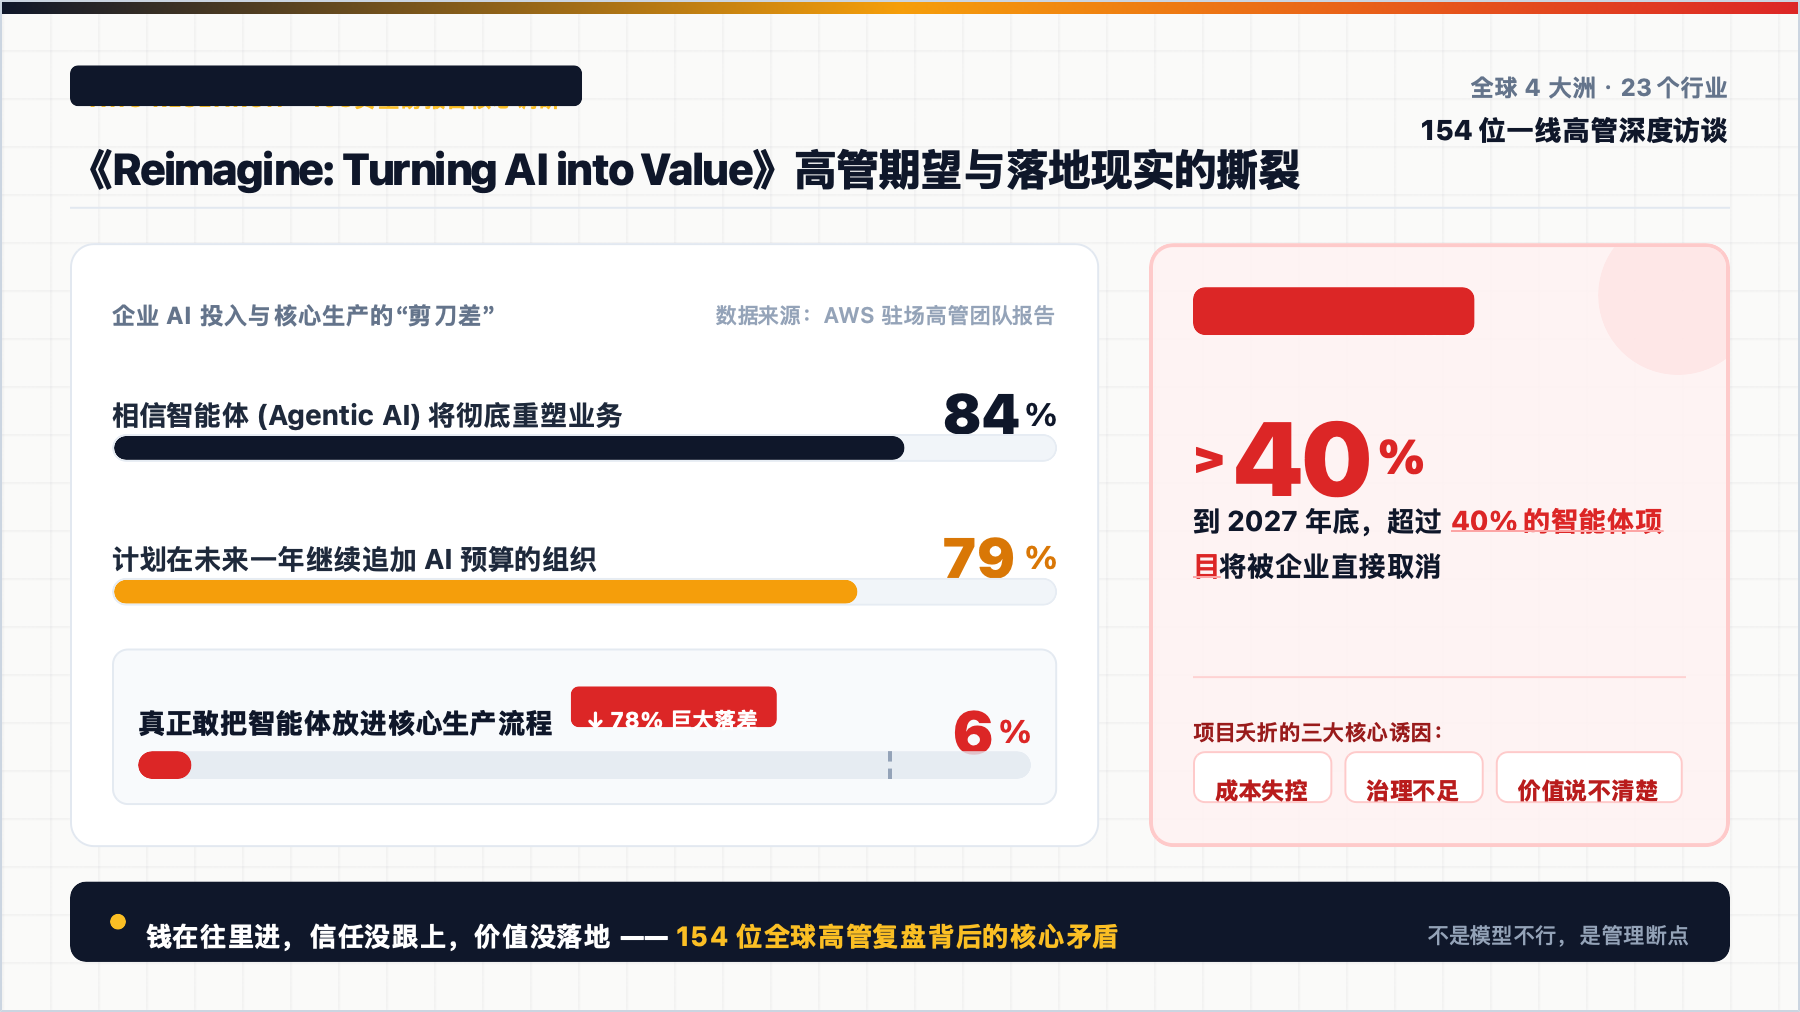 全球 4 大洲 · 23 个行业
154 位一线高管深度访谈
《Reimagine: Turning AI into Value》高管期望与落地现实的撕裂
企业 AI 投入与核心生产的“剪刀差”
数据来源：AWS 驻场高管团队报告
相信智能体 (Agentic AI) 将彻底重塑业务
84%
计划在未来一年继续追加 AI 预算的组织
79%
真正敢把智能体放进核心生产流程
↓ 78% 巨大落差
6%
>40%
到 2027 年底，超过 40% 的智能体项
目将被企业直接取消
项目夭折的三大核心诱因：
成本失控
治理不足
价值说不清楚
钱在往里进，信任没跟上，价值没落地 —— 154 位全球高管复盘背后的核心矛盾
不是模型不行，是管理断点